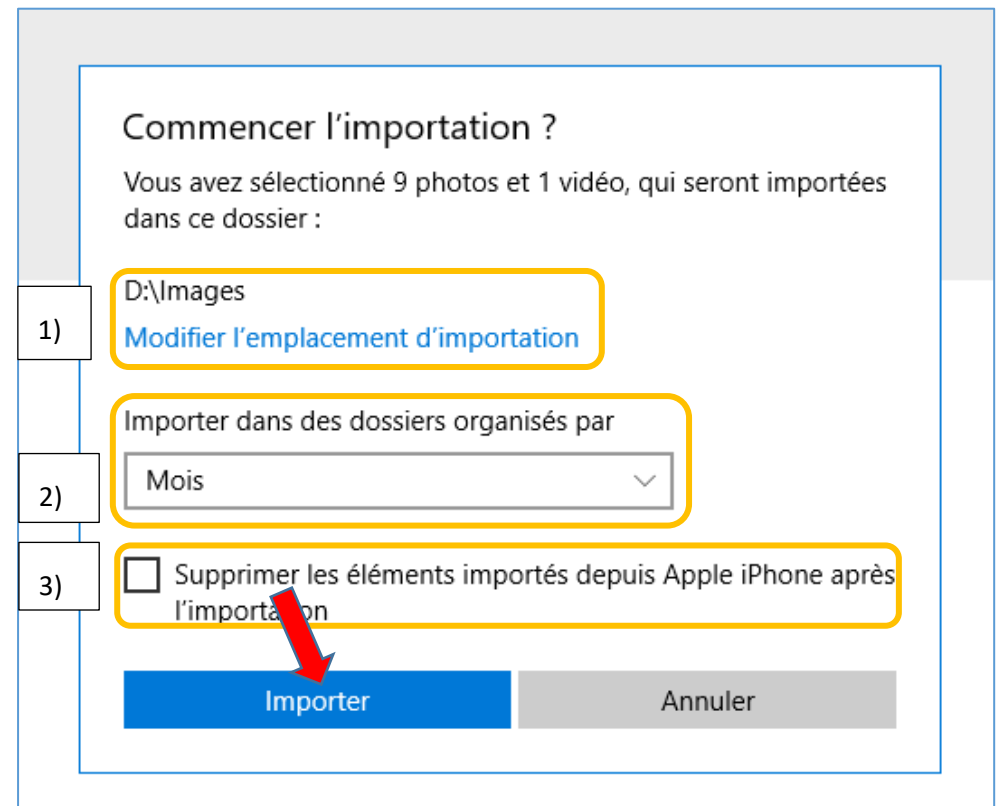 Commencer l’importation ?
Vous avez sélectionné 9 photos et 1 vidéo, qui seront importées
dans ce dossier :
1)
D:\Images
Modifier l’emplacement d’importation
2)
Importer dans des dossiers organisés par
Mois
3)
Supprimer les éléments importés depuis Apple iPhone après
l’importation
Importer
Annuler